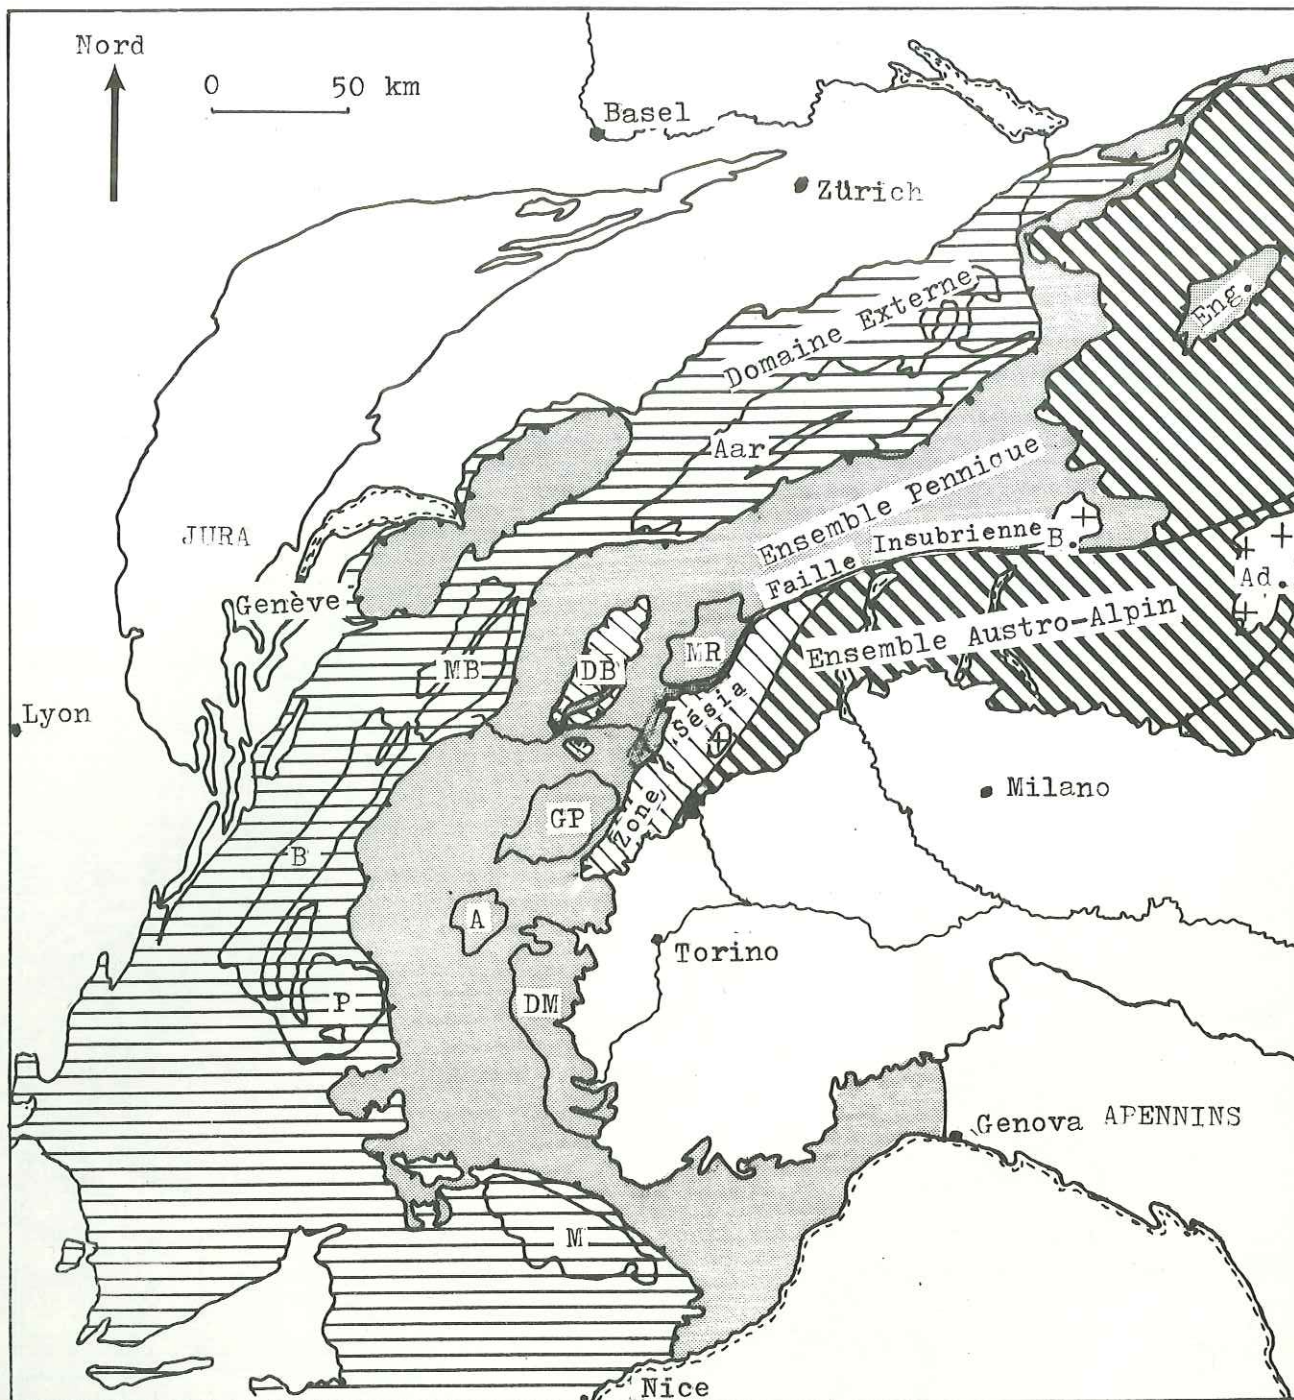 Nord
0 50 km
Basel
Zürich
Domaine Externe
Eng.
Aar
Ensemble Pennique
JURA
Faille Insubrienne
B.
Ad.
Genève
Ensemble Austro-Alpin
MB
DB
MR
Lyon
Zone Sésia
Milano
GP
B
A
Torino
P
DM
Genova APENNINS
M
Nice